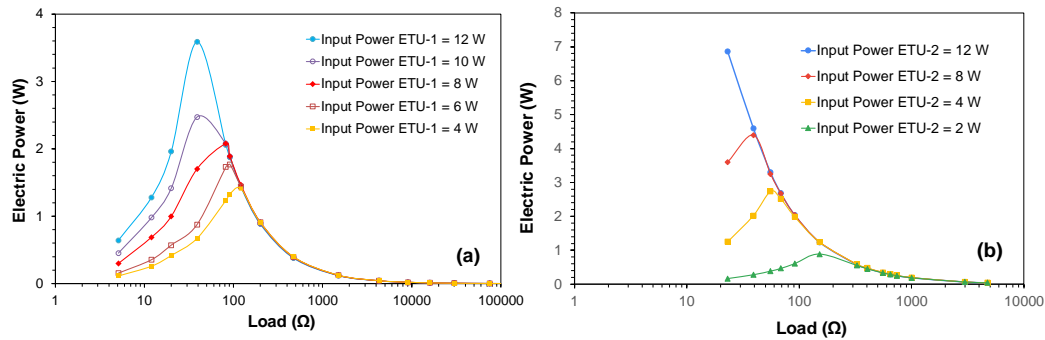 Electric Power (W)
4
3
2
1
0
Input Power ETU-1 = 12 W
Input Power ETU-1 = 10 W
Input Power ETU-1 = 8 W
Input Power ETU-1 = 6 W
Input Power ETU-1 = 4 W
(a)
1
10
100
1000
10000
100000
Load (Ω)
Electric Power (W)
8
7
6
5
4
3
2
1
0
Input Power ETU-2 = 12 W
Input Power ETU-2 = 8 W
Input Power ETU-2 = 4 W
Input Power ETU-2 = 2 W
(b)
1
10
100
1000
10000
Load (Ω)